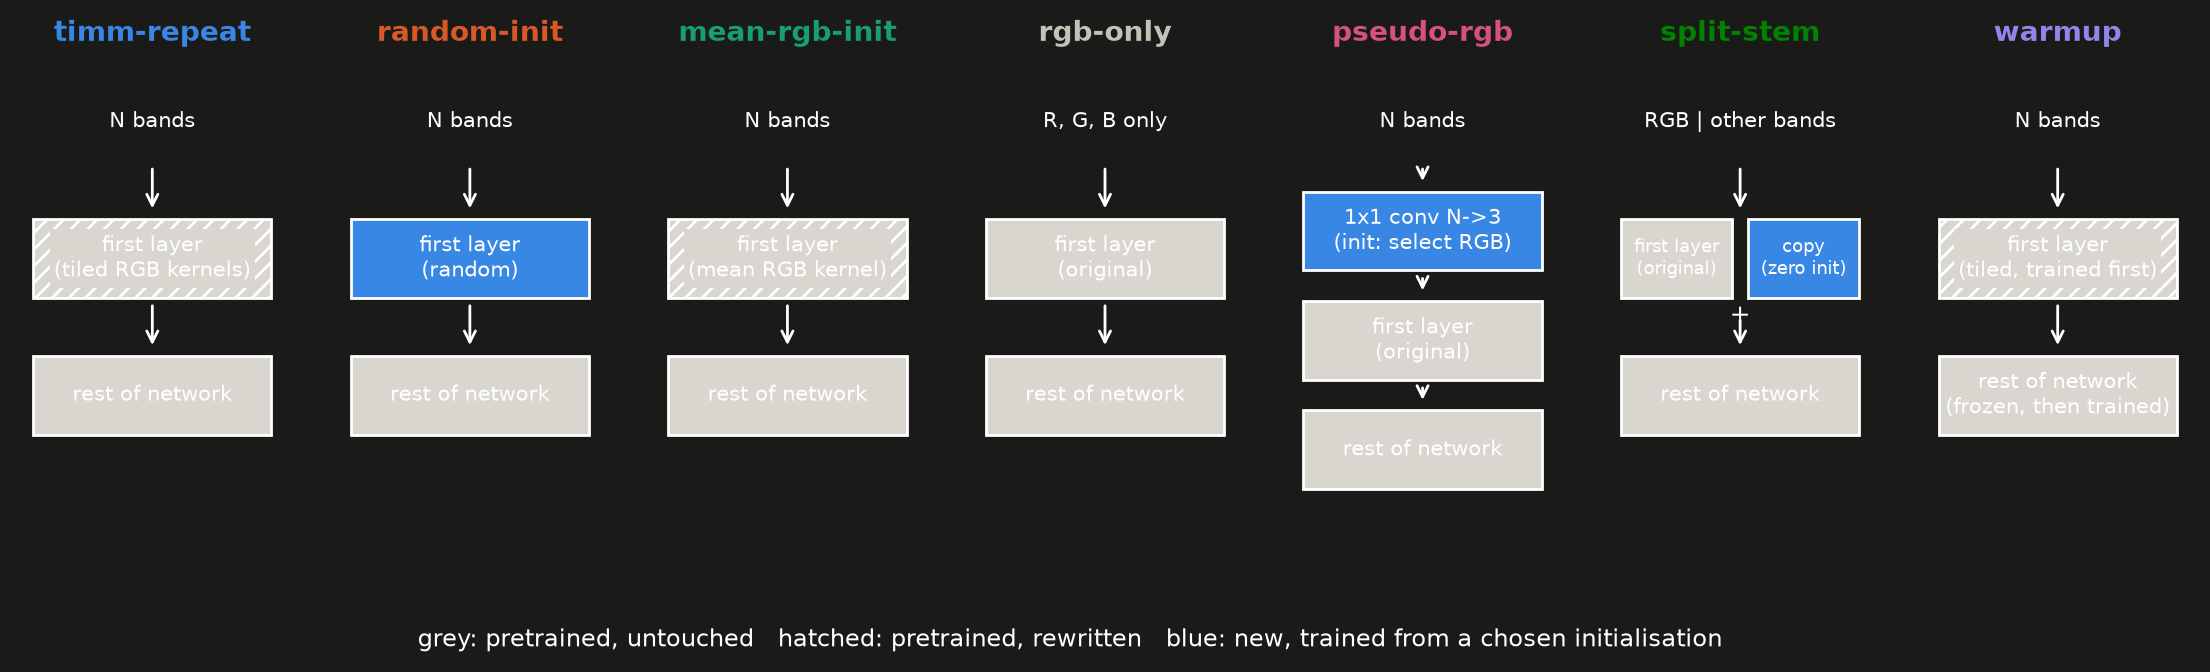 timm-repeat
N bands
first layer
(tiled RGB kernels)
rest of network
random-init
N bands
first layer
(random)
rest of network
mean-rgb-init
N bands
first layer
(mean RGB kernel)
rest of network
rgb-only
R, G, B only
first layer
(original)
rest of network
pseudo-rgb
N bands
1x1 conv N->3
(init: select RGB)
first layer
(original)
rest of network
split-stem
RGB | other bands
first layer
(original)
copy
(zero init)
+
rest of network
warmup
N bands
first layer
(tiled, trained first)
rest of network
(frozen, then trained)
grey: pretrained, untouched hatched: pretrained, rewritten blue: new, trained from a chosen initialisation